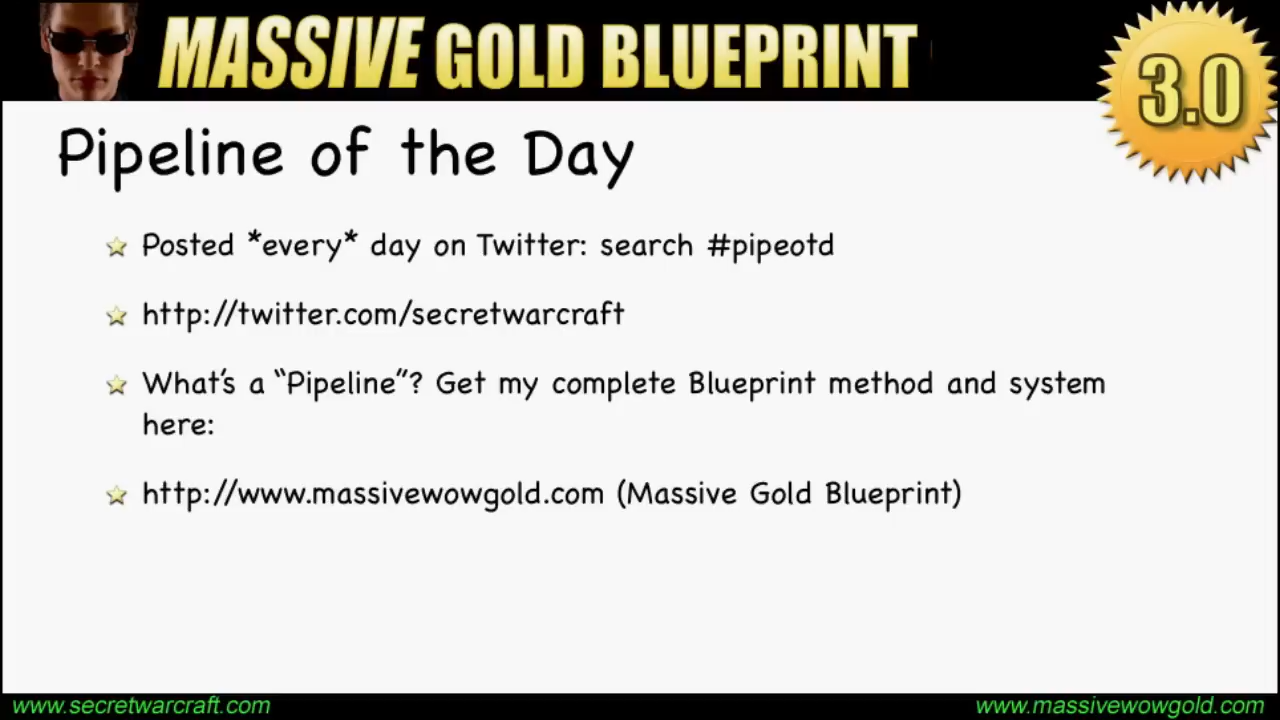 MASSIVE GOLD BLUEPRINT
3.0
Pipeline of the Day
Posted *every* day on Twitter: search #pipeotd
http://twitter.com/secretwarcraft
What's a “Pipeline”? Get my complete Blueprint method and system
here:
http://www.massivewowgold.com (Massive Gold Blueprint)
www.secretwarcraft.com
www.massivewowgold.com